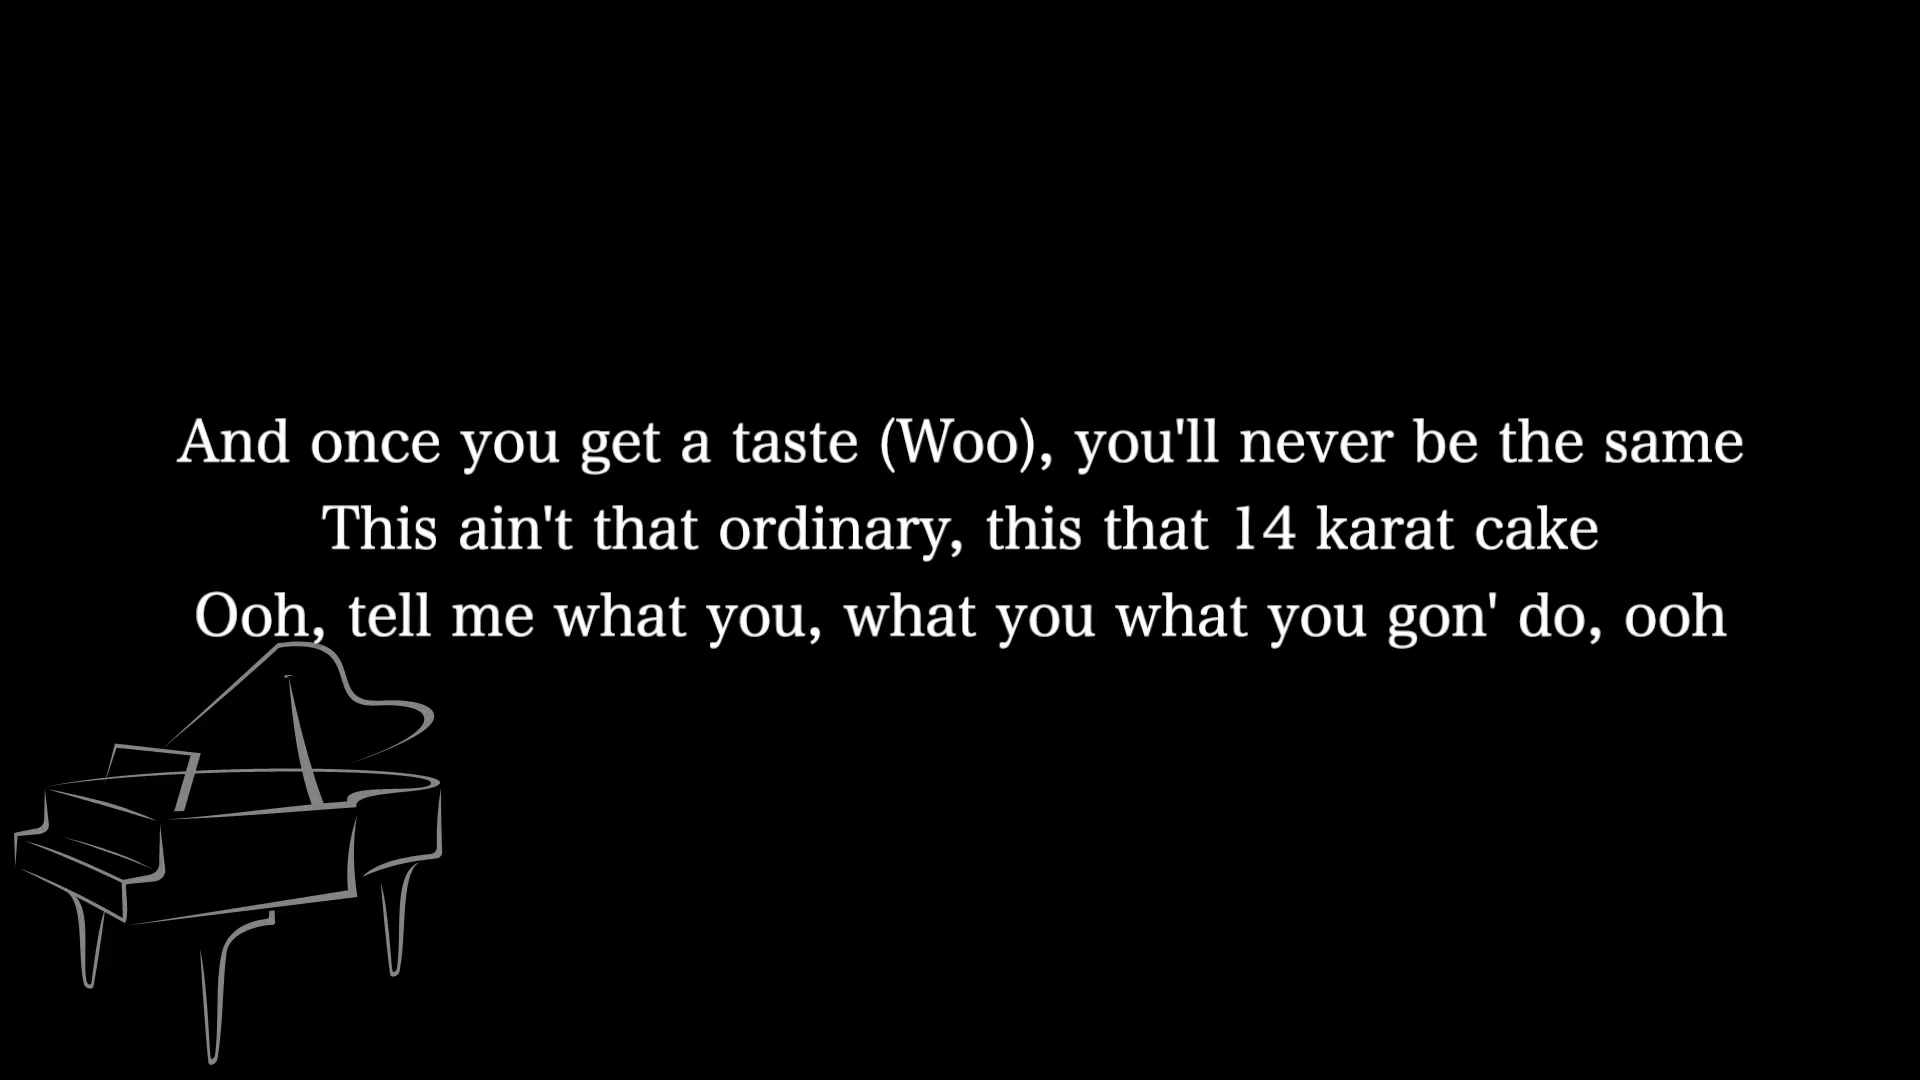 And once you get a taste (Woo), you'll never be the same
This ain't that ordinary, this that 14 karat cake
Ooh, tell me what you, what you what you gon' do, ooh